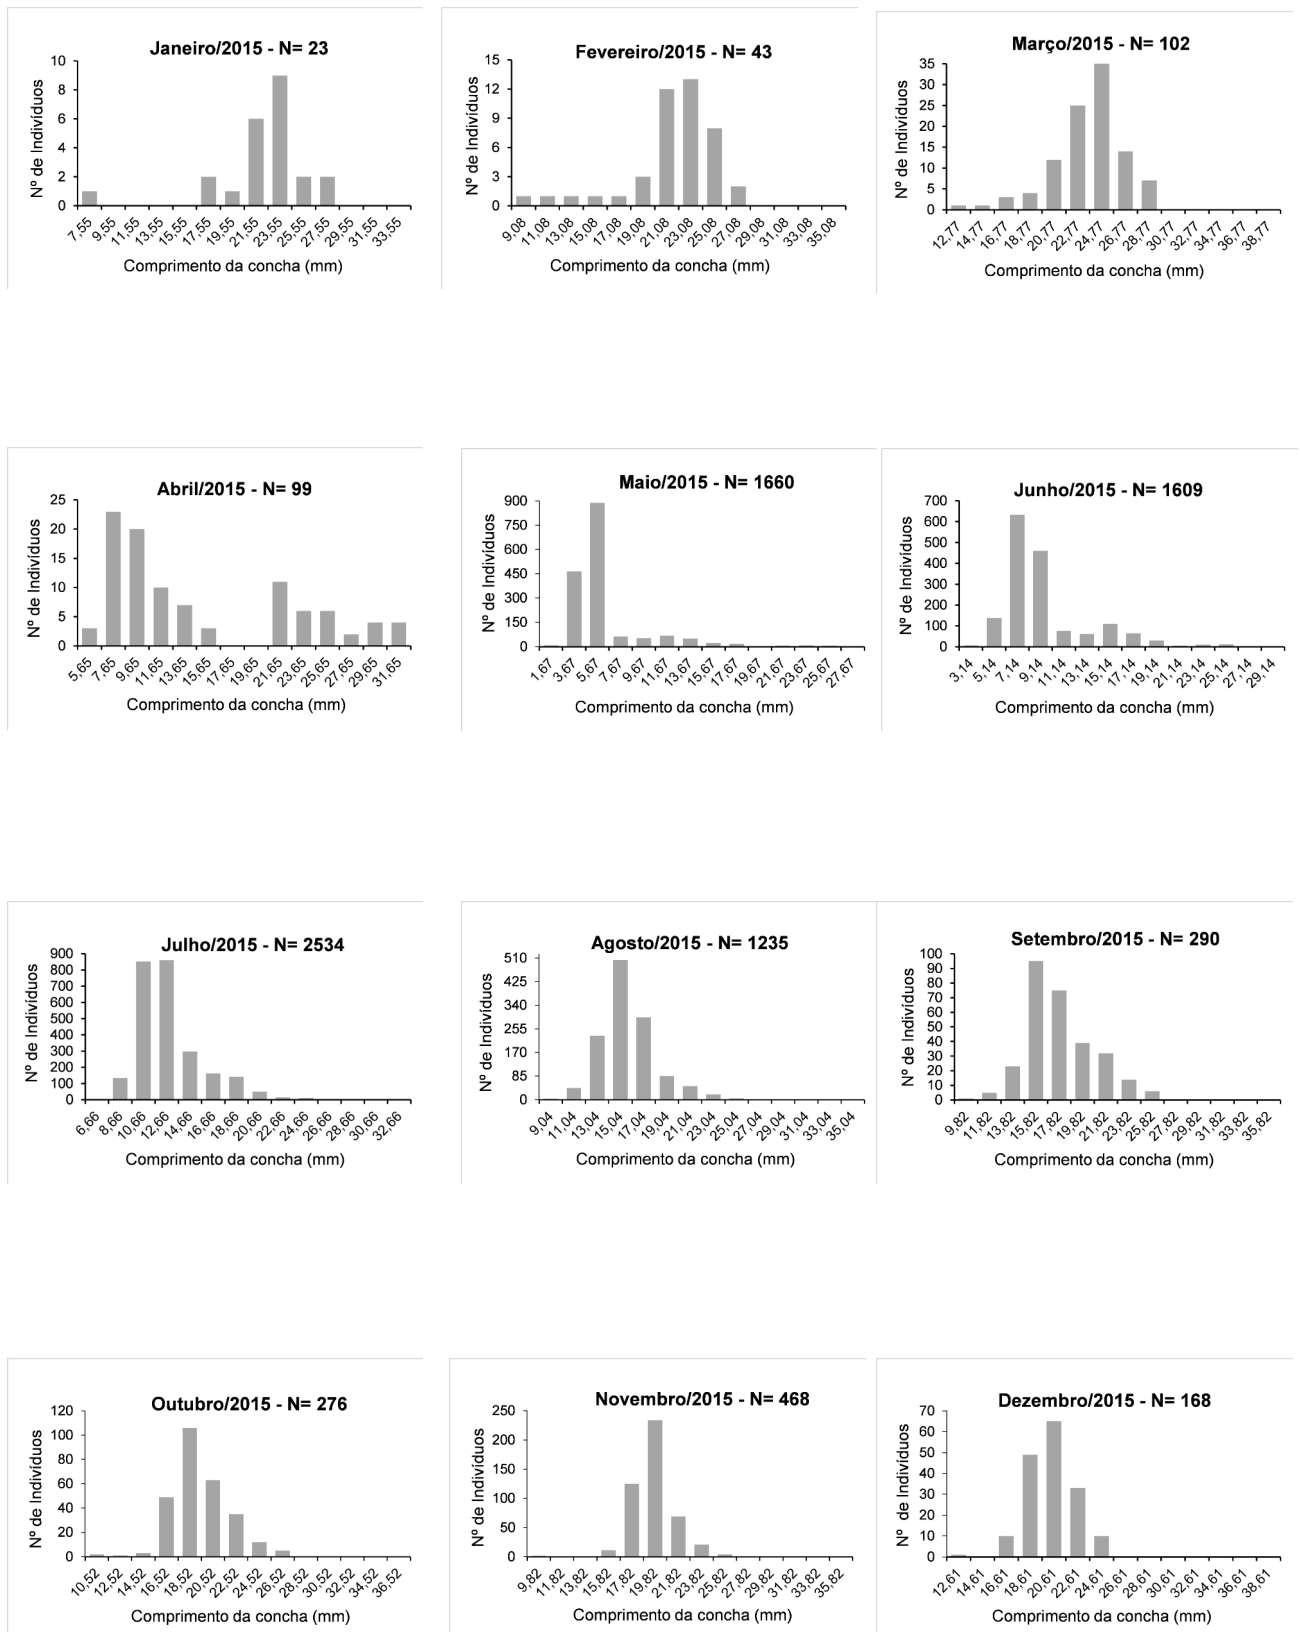 Janeiro/2015 - N= 23
Nº de Indivíduos
10
8
6
4
2
0
7,55 9,55 11,55 13,55 15,55 17,55 19,55 21,55 23,55 25,55 27,55 29,55 31,55 33,55
Comprimento da concha (mm)
Fevereiro/2015 - N= 43
Nº de Indivíduos
15
12
9
6
3
0
9,08 11,08 13,08 15,08 17,08 19,08 21,08 23,08 25,08 27,08 29,08 31,08 33,08 35,08
Comprimento da concha (mm)
Março/2015 - N= 102
Nº de Indivíduos
35
30
25
20
15
10
5
0
12,77 14,77 16,77 18,77 20,77 22,77 24,77 26,77 28,77 30,77 32,77 34,77 36,77 38,77
Comprimento da concha (mm)
Abril/2015 - N= 99
Nº de Indivíduos
25
20
15
10
5
0
5,65 7,65 9,65 11,65 13,65 15,65 17,65 19,65 21,65 23,65 25,65 27,65 29,65 31,65
Comprimento da concha (mm)
Maio/2015 - N= 1660
Nº de Indivíduos
900
750
600
450
300
150
0
1,67 3,67 5,67 7,67 9,67 11,67 13,67 15,67 17,67 19,67 21,67 23,67 25,67 27,67
Comprimento da concha (mm)
Junho/2015 - N= 1609
Nº de Indivíduos
700
600
500
400
300
200
100
0
3,14 5,14 7,14 9,14 11,14 13,14 15,14 17,14 19,14 21,14 23,14 25,14 27,14 29,14
Comprimento da concha (mm)
Julho/2015 - N= 2534
Nº de Indivíduos
900
800
700
600
500
400
300
200
100
0
6,66 8,66 10,66 12,66 14,66 16,66 18,66 20,66 22,66 24,66 26,66 28,66 30,66 32,66
Comprimento da concha (mm)
Agosto/2015 - N= 1235
Nº de Indivíduos
510
425
340
255
170
85
0
9,04 11,04 13,04 15,04 17,04 19,04 21,04 23,04 25,04 27,04 29,04 31,04 33,04 35,04
Comprimento da concha (mm)
Setembro/2015 - N= 290
Nº de Indivíduos
100
90
80
70
60
50
40
30
20
10
0
9,82 11,82 13,82 15,82 17,82 19,82 21,82 23,82 25,82 27,82 29,82 31,82 33,82 35,82
Comprimento da concha (mm)
Outubro/2015 - N= 276
Nº de Indivíduos
120
100
80
60
40
20
0
10,52 12,52 14,52 16,52 18,52 20,52 22,52 24,52 26,52 28,52 30,52 32,52 34,52 36,52
Comprimento da concha (mm)
Novembro/2015 - N= 468
Nº de Indivíduos
250
200
150
100
50
0
9,82 11,82 13,82 15,82 17,82 19,82 21,82 23,82 25,82 27,82 29,82 31,82 33,82 35,82
Comprimento da concha (mm)
Dezembro/2015 - N= 168
Nº de Indivíduos
70
60
50
40
30
20
10
0
12,61 14,61 16,61 18,61 20,61 22,61 24,61 26,61 28,61 30,61 32,61 34,61 36,61 38,61
Comprimento da concha (mm)